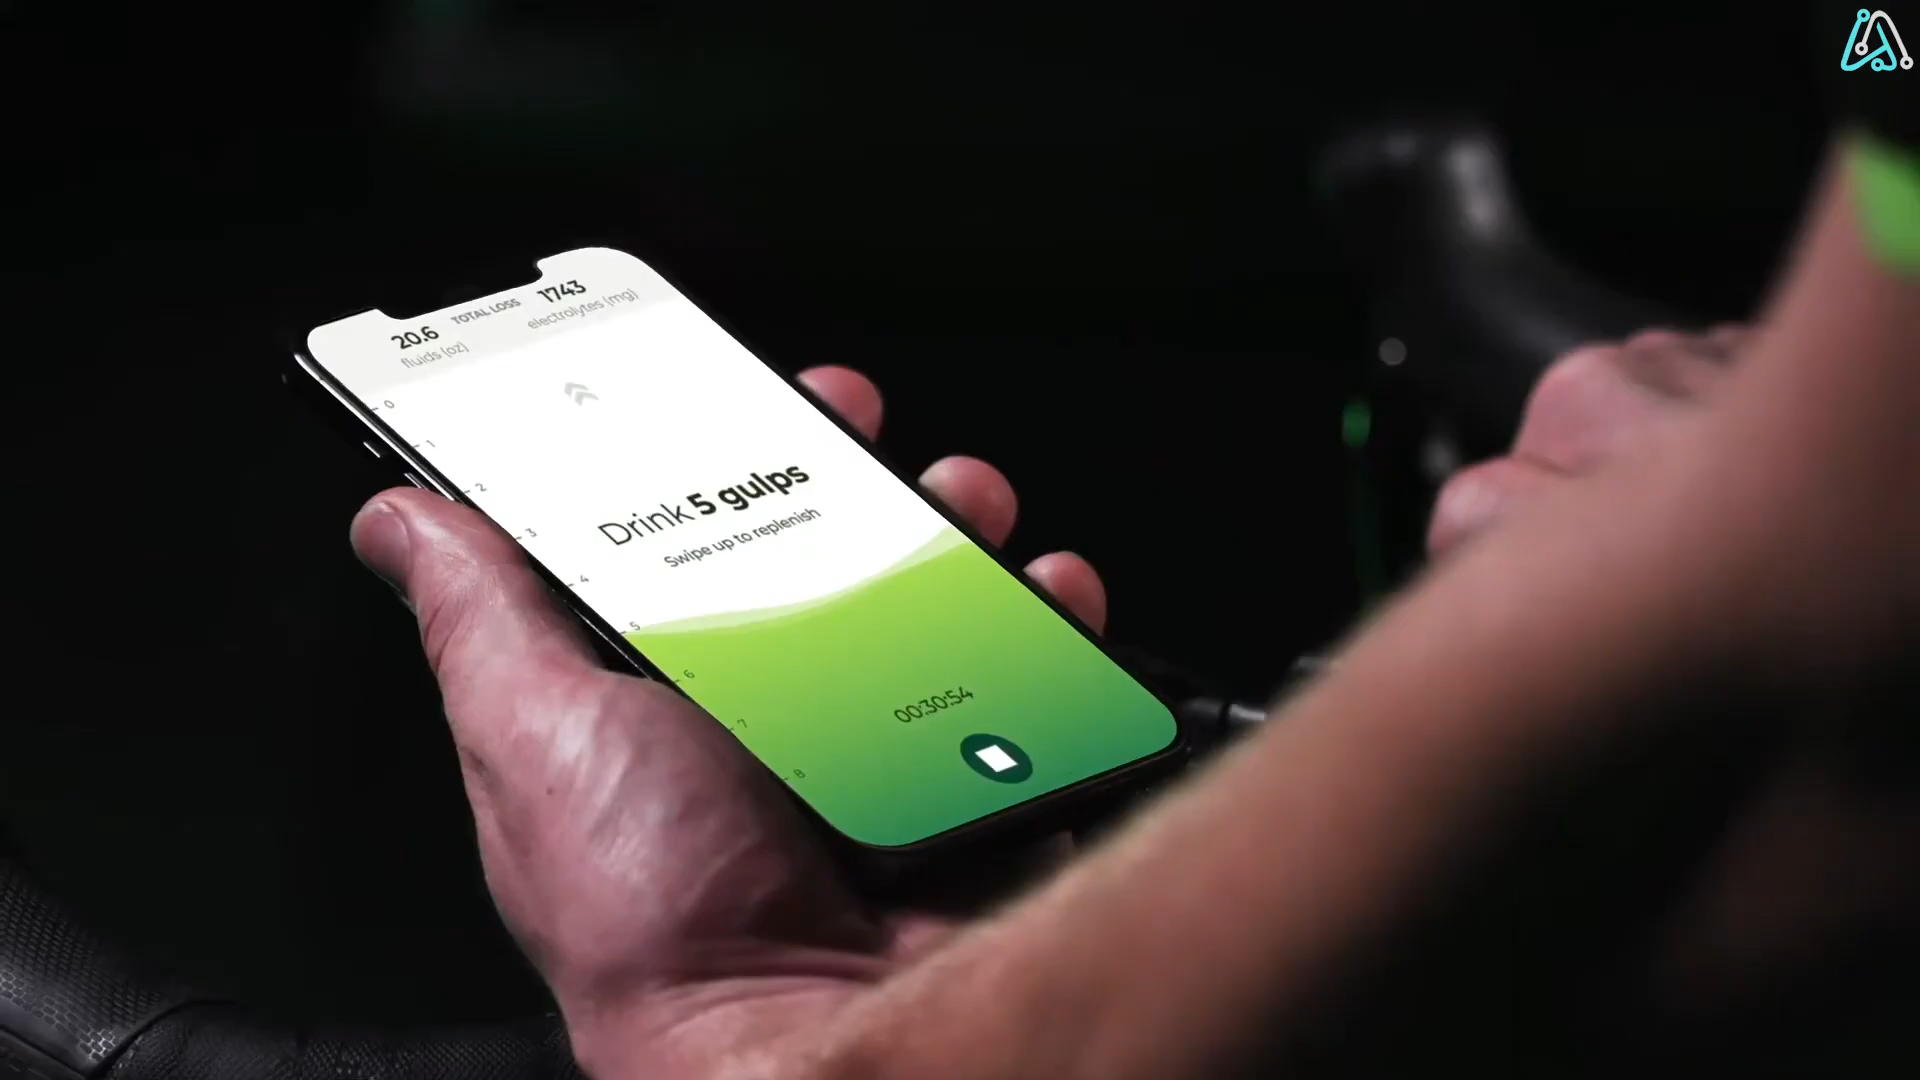 TOTAL LOSS
20.6
fluids (oz)
1743
electrolytes (mg)
0
1
2
3
4
5
6
7
8
Drink 5 gulps
Swipe up to replenish
00:30:54